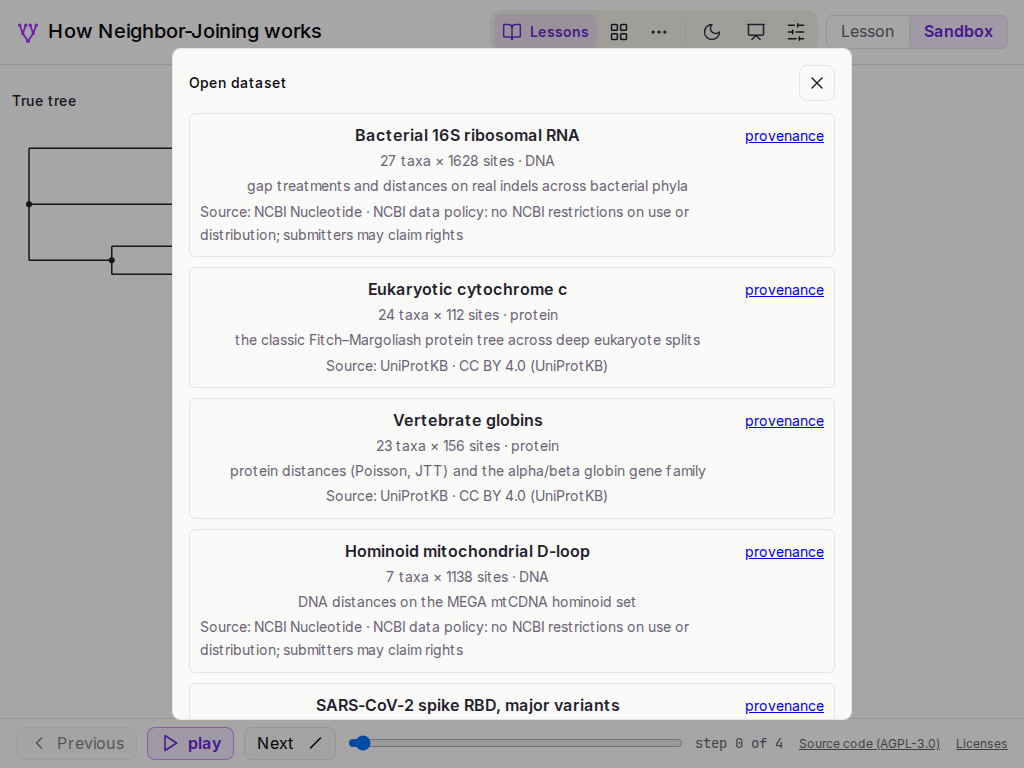 How Neighbor-Joining works
Lessons
Lesson
Sandbox
True tree
Open dataset
Bacterial 16S ribosomal RNA
provenance
27 taxa × 1628 sites · DNA
gap treatments and distances on real indels across bacterial phyla
Source: NCBI Nucleotide · NCBI data policy: no NCBI restrictions on use or
distribution; submitters may claim rights
Eukaryotic cytochrome c
provenance
24 taxa × 112 sites · protein
the classic Fitch–Margoliash protein tree across deep eukaryote splits
Source: UniProtKB · CC BY 4.0 (UniProtKB)
Vertebrate globins
provenance
23 taxa × 156 sites · protein
protein distances (Poisson, JTT) and the alpha/beta globin gene family
Source: UniProtKB · CC BY 4.0 (UniProtKB)
Hominoid mitochondrial D-loop
provenance
7 taxa × 1138 sites · DNA
DNA distances on the MEGA mtCDNA hominoid set
Source: NCBI Nucleotide · NCBI data policy: no NCBI restrictions on use or
distribution; submitters may claim rights
SARS-CoV-2 spike RBD, major variants
provenance
Previous
play
Next
step 0 of 4
Source code (AGPL-3.0)
Licenses